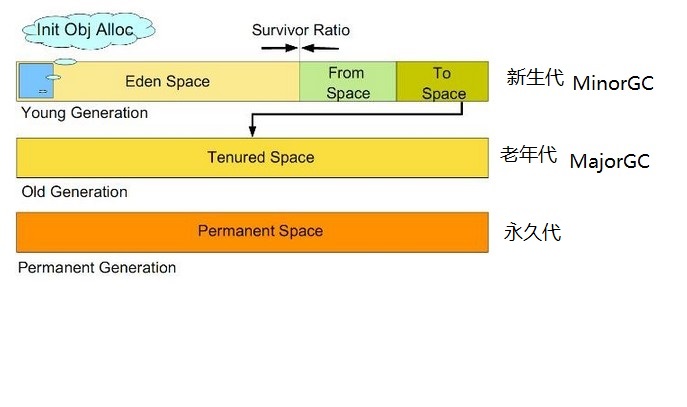 Init Obj Alloc
Survivor Ratio
Eden Space
From
Space
To
Space
新生代 MinorGC
Young Generation
Tenured Space
老年代 MajorGC
Old Generation
Permanent Space
永久代
Permanent Generation